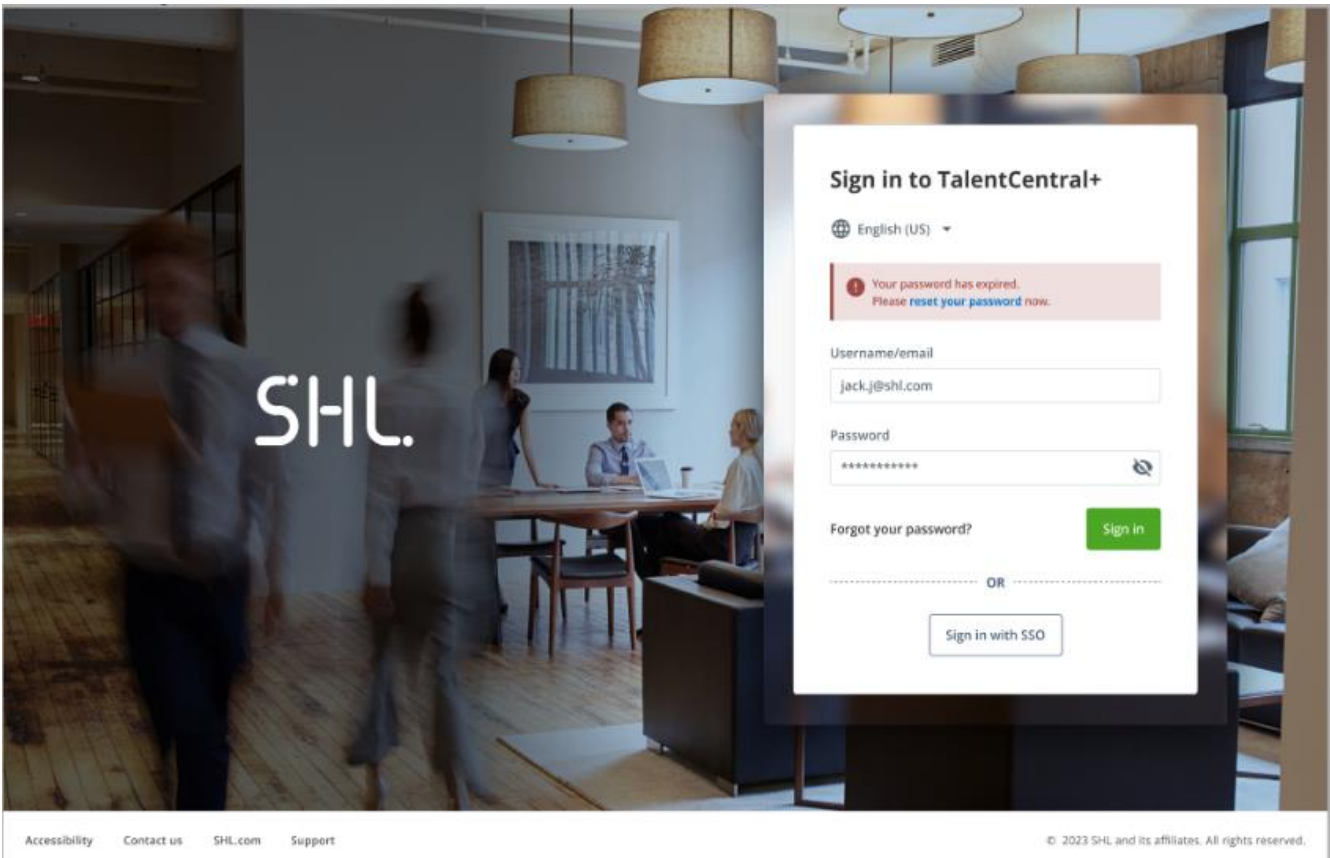 SHL.
Sign in to TalentCentral+
English (US)
Your password has expired.
Please reset your password now.
Username/email
jack.j@shl.com
Password
***********
Forgot your password?
Sign in
OR
Sign in with SSO
Accessibility Contact us SHL.com Support
© 2023 SHL and its affiliates. All rights reserved.